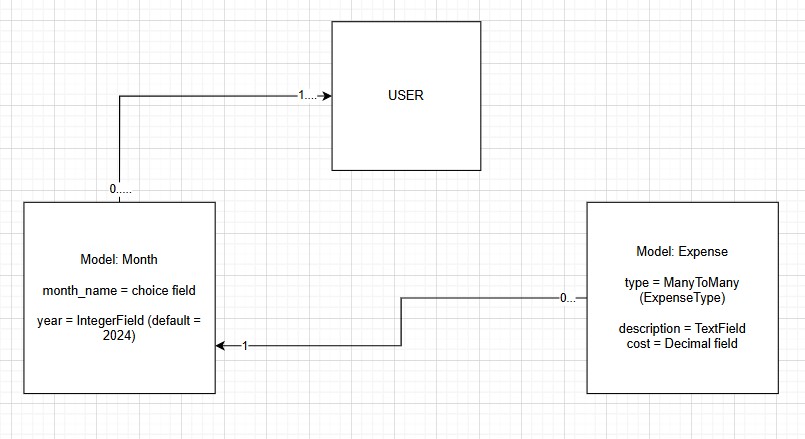 USER
1....
0.....
Model: Month
month_name = choice field
year = IntegerField (default =
2024)
1
0...
Model: Expense
type = ManyToMany
(ExpenseType)
description = TextField
cost = Decimal field